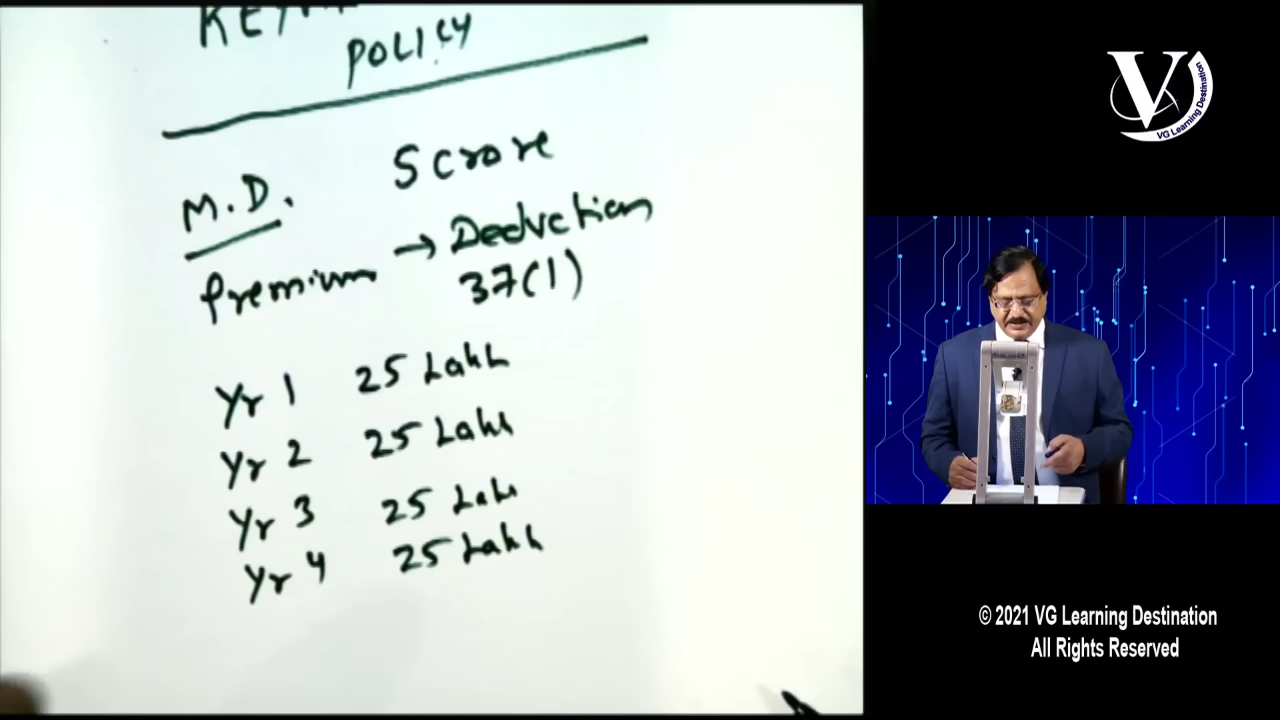 POLICY
M.D. 5 crore
Premium → Deduction
37(1)
Yr 1 25 Lakh
Yr 2 25 Lakh
Yr 3 25 Lakh
Yr 4 25 Lakh
V
VG Learning Destination
© 2021 VG Learning Destination
All Rights Reserved